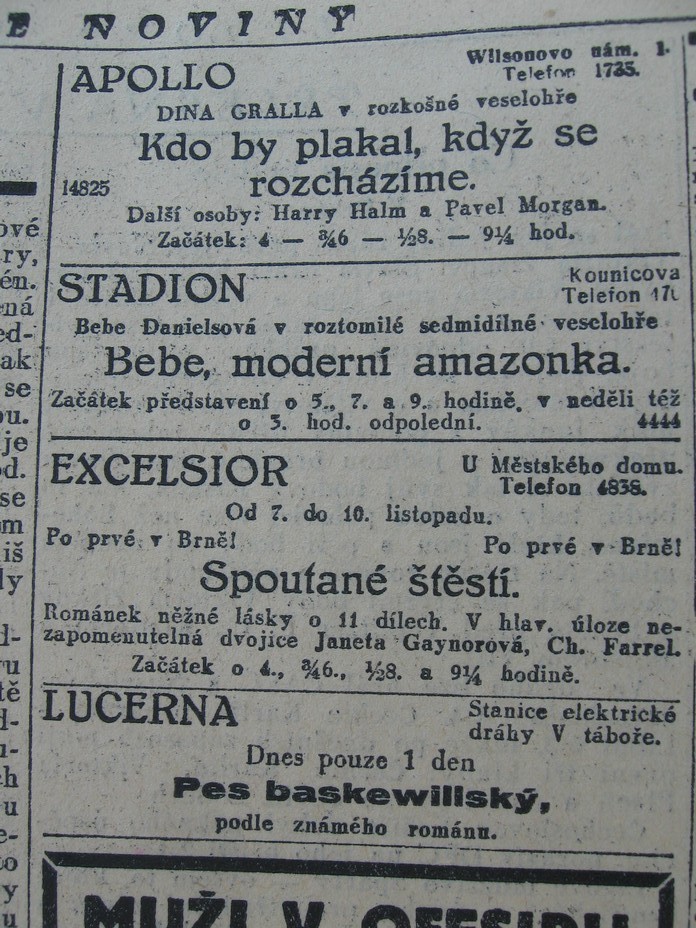 E NOVINY
APOLLO
Wilsonovo nám. 1.
Telefon 1735.
DINA GRALLA v rozkošné veselohře
Kdo by plakal, když se
rozcházíme.
14825
Další osoby: Harry Halm a Pavel Morgan.
Začátek: 4 — ¾6 — ½8. — 9¼ hod.
STADION
Kounicova
Telefon 17
Bebe Danielsová v roztomilé sedmidílné veselohře
Bebe, moderní amazonka.
Začátek představení o 5., 7. a 9. hodině, v neděli též
o 3. hod. odpolední.
4444
EXCELSIOR
U Městského domu.
Telefon 4838.
Od 7. do 10. listopadu.
Po prvé v Brně! Po prvé v Brně!
Spoutané štěstí.
Románek něžné lásky o 11 dílech. V hlav. úloze ne-
zapomenutelná dvojice Janeta Gaynorová, Ch. Farrel.
Začátek o 4., ¾6., ½8. a 9¼ hodině.
LUCERNA
Stanice elektrické
dráhy V táboře.
Dnes pouze 1 den
Pes baskewillský,
podle známého románu.
MUŽI V OFFSIDU